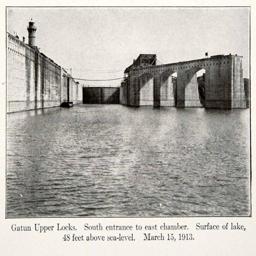 Gatun Upper Locks. South entrance to east chamber. Surface of lake,
48 feet above sea-level. March 15, 1913.